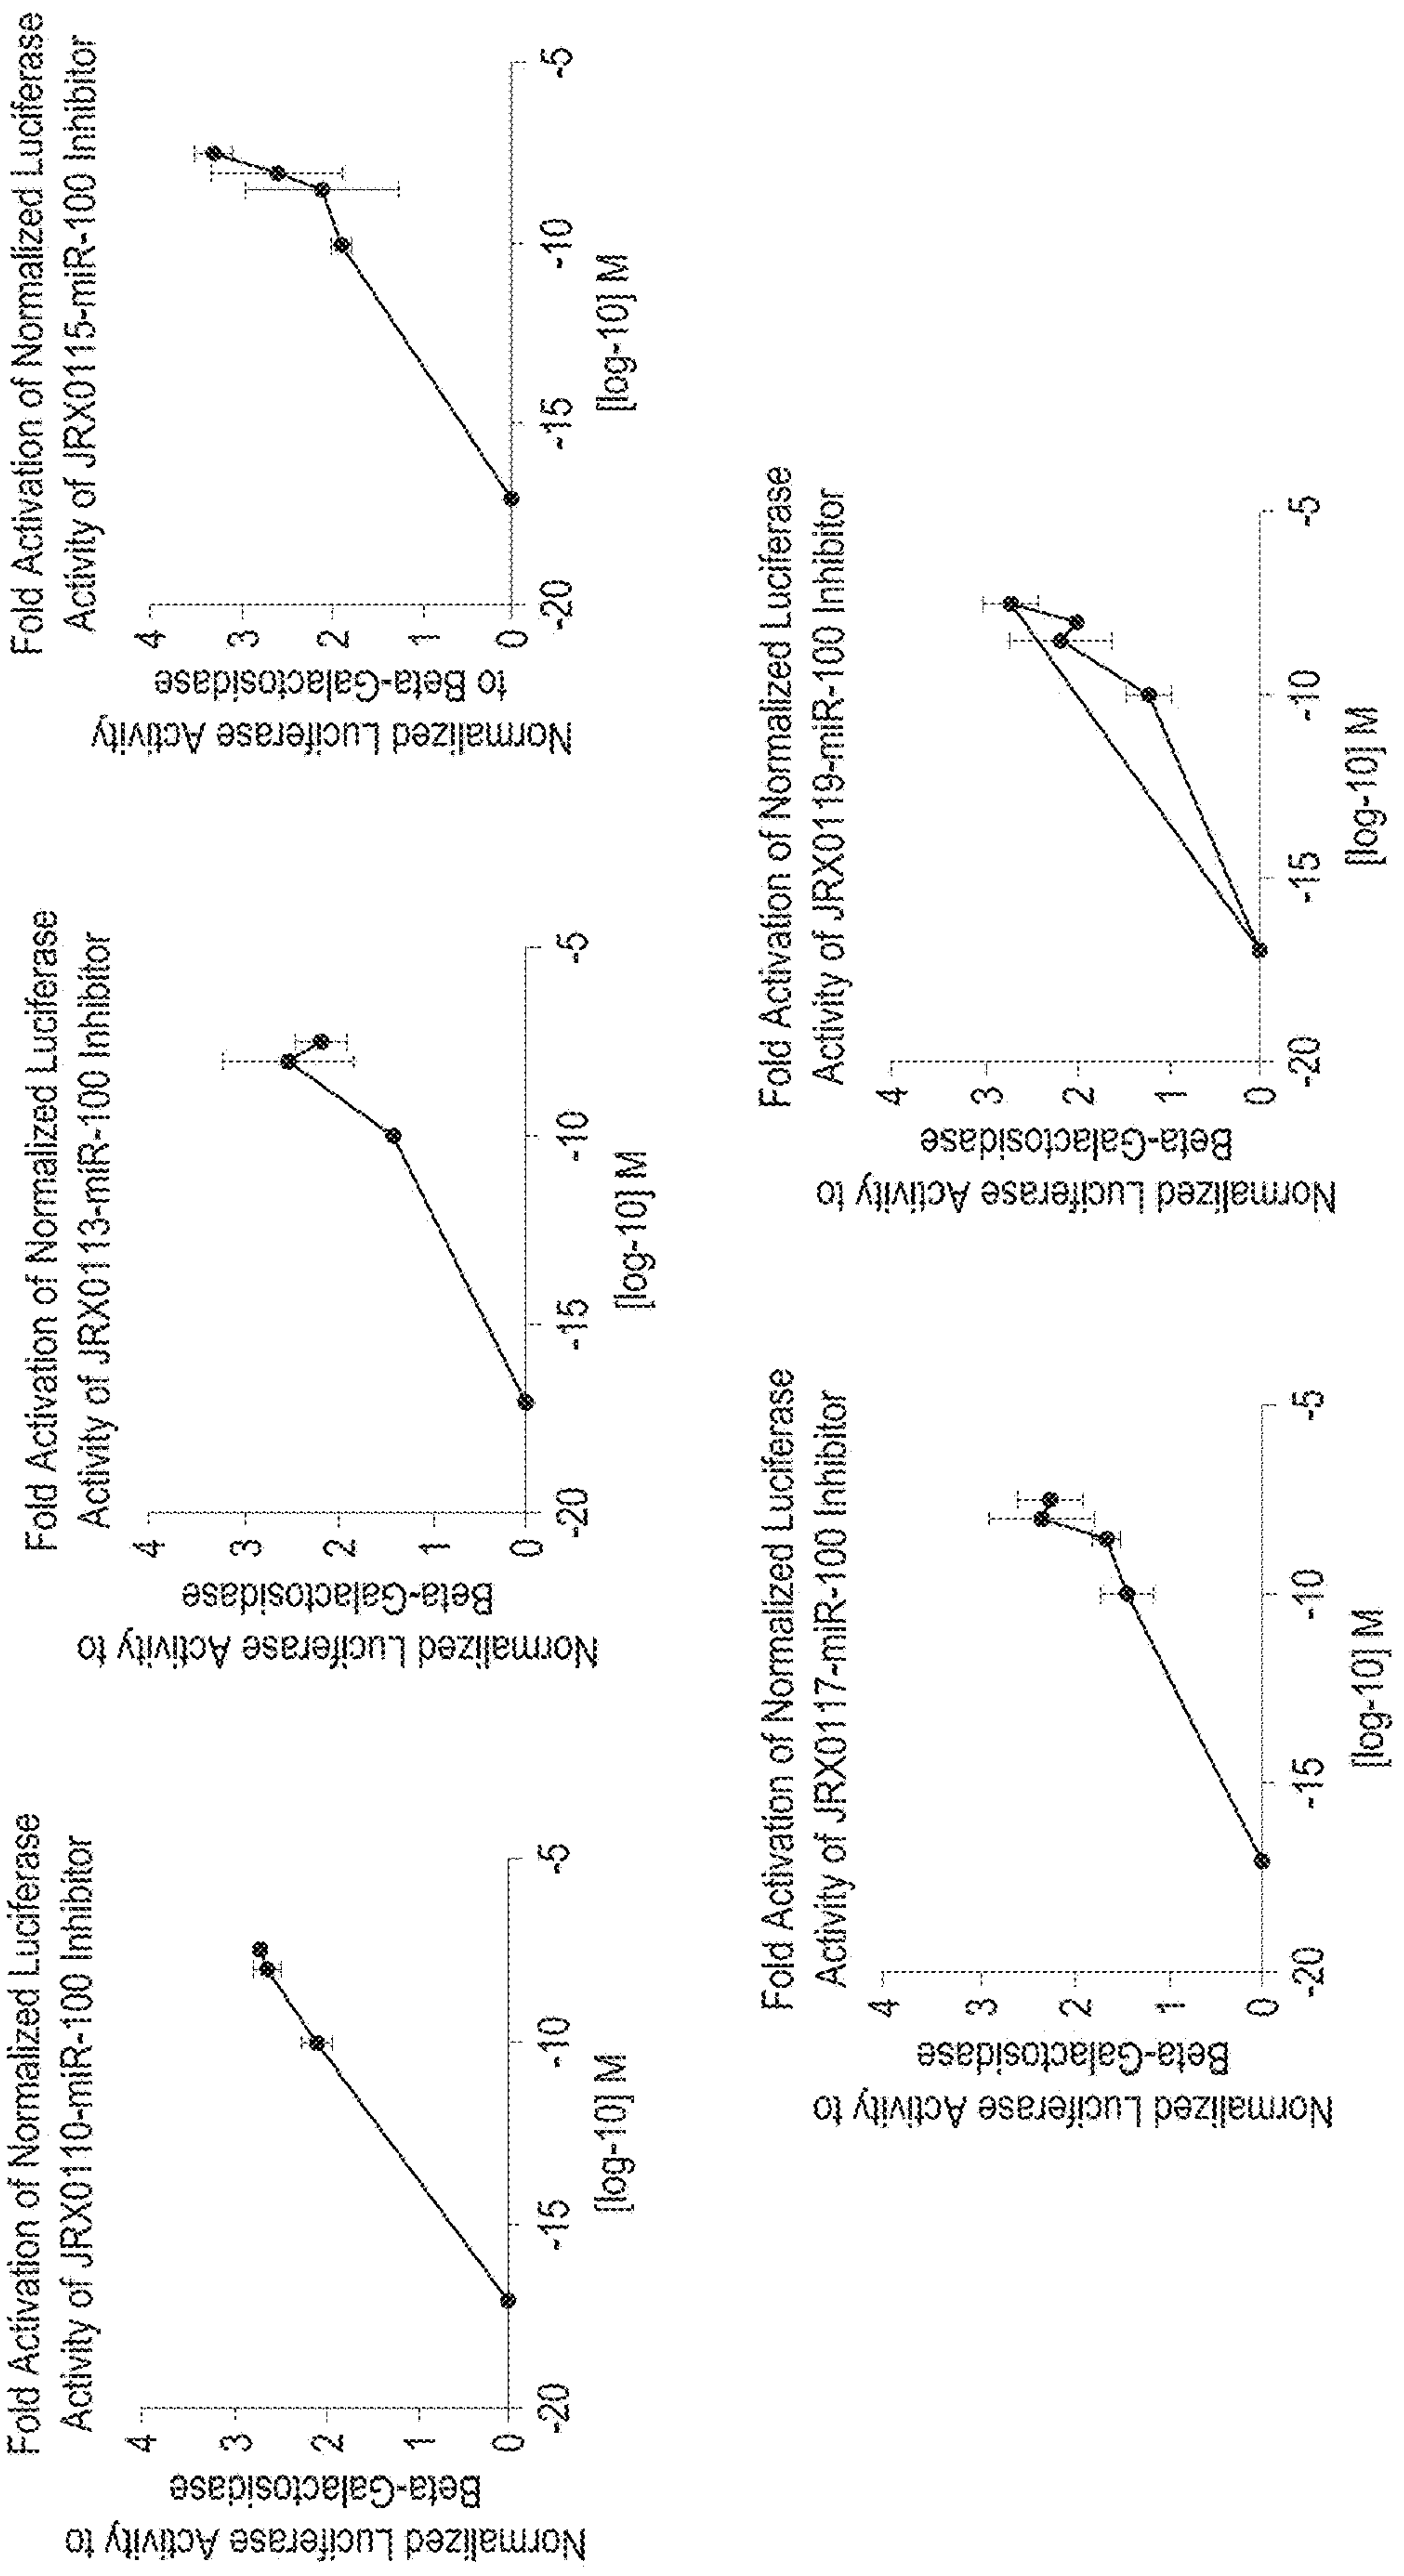 Fold Activation of Normalized Luciferase
Activity of JRX0110-miR-100 Inhibitor
Normalized Luciferase Activity to
Beta-Galactosidase
4
3
2
1
0
-20
-15
-10
-5
[log-10] M
Fold Activation of Normalized Luciferase
Activity of JRX0113-miR-100 Inhibitor
Normalized Luciferase Activity to
Beta-Galactosidase
4
3
2
1
0
-20
-15
-10
-5
[log-10] M
Fold Activation of Normalized Luciferase
Activity of JRX0115-miR-100 Inhibitor
Normalized Luciferase Activity
to Beta-Galactosidase
4
3
2
1
0
-20
-15
-10
-5
[log-10] M
Fold Activation of Normalized Luciferase
Activity of JRX0117-miR-100 Inhibitor
Normalized Luciferase Activity to
Beta-Galactosidase
4
3
2
1
0
-20
-15
-10
-5
[log-10] M
Fold Activation of Normalized Luciferase
Activity of JRX0119-miR-100 Inhibitor
Normalized Luciferase Activity to
Beta-Galactosidase
4
3
2
1
0
-20
-15
-10
-5
[log-10] M